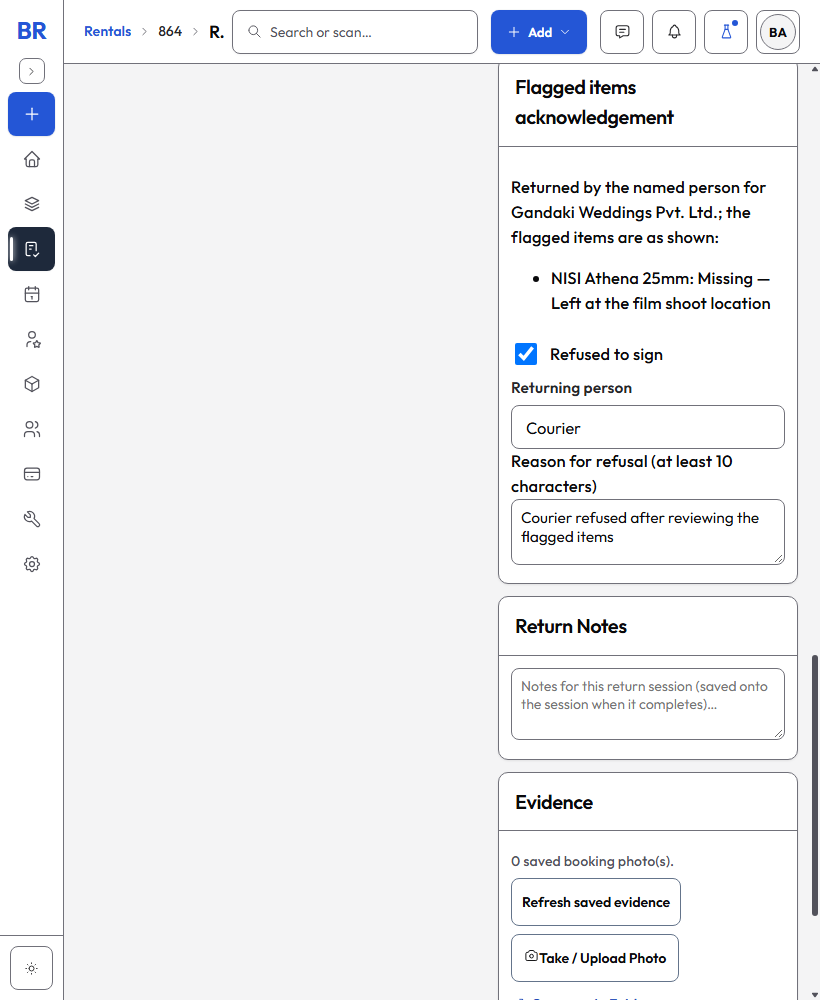 BR
Rentals
864
R.
Search or scan...
Add
BA
Flagged items
acknowledgement
Returned by the named person for
Gandaki Weddings Pvt. Ltd.; the
flagged items are as shown:
NISI Athena 25mm: Missing —
Left at the film shoot location
Refused to sign
Returning person
Courier
Reason for refusal (at least 10
characters)
Courier refused after reviewing the
flagged items
Return Notes
Notes for this return session (saved onto
the session when it completes)...
Evidence
0 saved booking photo(s).
Refresh saved evidence
Take / Upload Photo